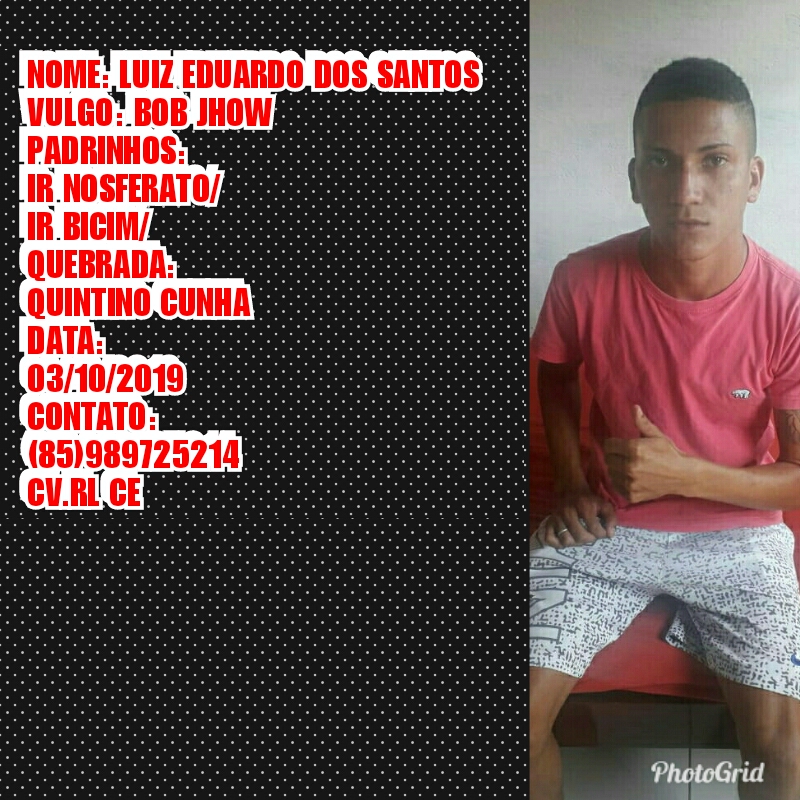 NOME: LUIZ EDUARDO DOS SANTOS
VULGO: BOB JHOW
PADRINHOS:
IR NOSFERATO/
IR BICIM/
QUEBRADA:
QUINTINO CUNHA
DATA:
03/10/2019
CONTATO:
(85)989725214
CV.RL CE
PhotoGrid